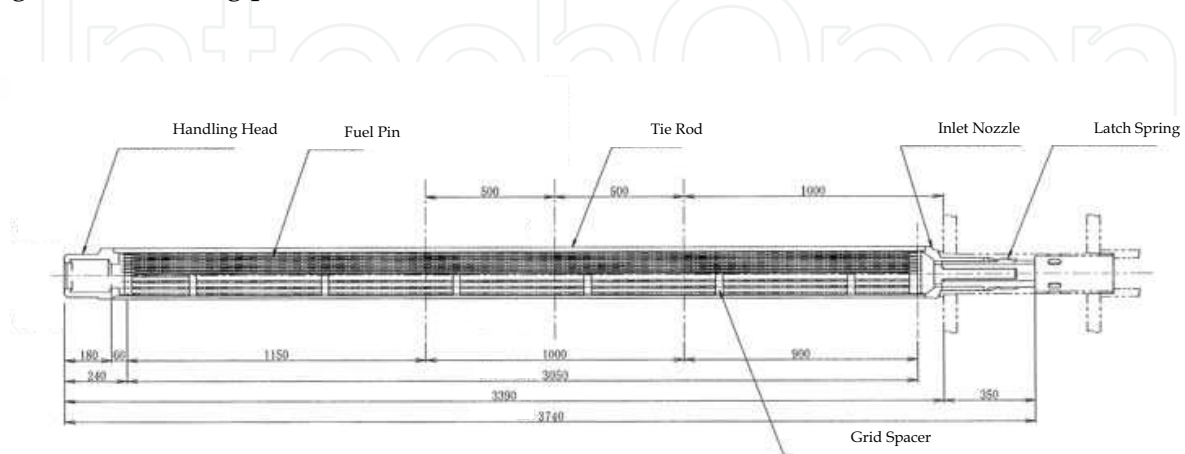 IntechOpen
Handling Head Fuel Pin Tie Rod Inlet Nozzle Latch Spring
500 500 1000
180 60 1150 1000 900
240 3050
3390 350
3740
Grid Spacer